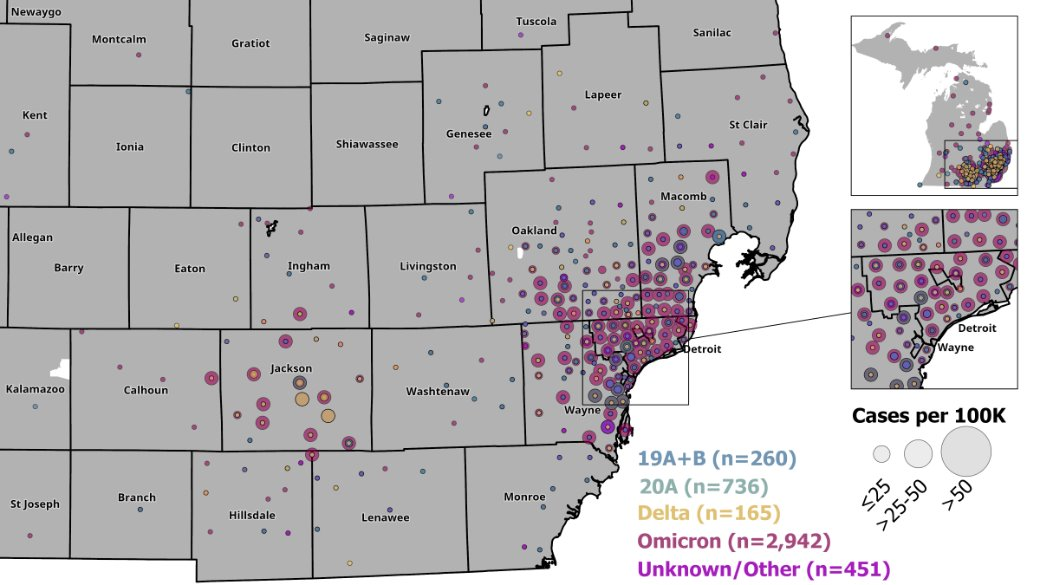 Newaygo
Montcalm
Gratiot
Saginaw
Tuscola
Sanilac
Kent
Ionia
Clinton
Shiawassee
Genesee
Lapeer
St Clair
Allegan
Barry
Eaton
Ingham
Livingston
Oakland
Macomb
Detroit
Kalamazoo
Calhoun
Jackson
Washtenaw
Wayne
St Joseph
Branch
Hillsdale
Lenawee
Monroe
Detroit
Wayne
Cases per 100K
≤25
>25-50
>50
19A+B (n=260)
20A (n=736)
Delta (n=165)
Omicron (n=2,942)
Unknown/Other (n=451)